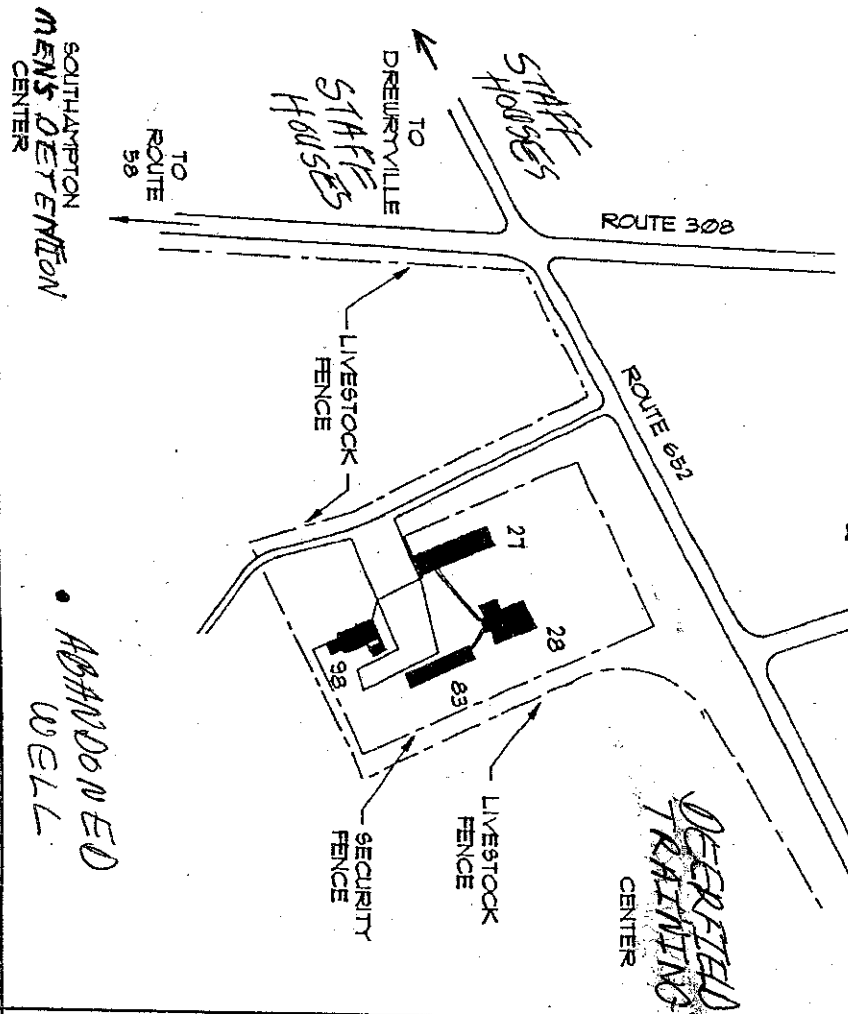 STAFF
HOUSES
TO
DREWRYVILLE
STAFF
HOUSES
ROUTE 308
TO
ROUTE
58
SOUTHAMPTON
MENS DETENTION
CENTER
LIVESTOCK
FENCE
ROUTE 652
27
28
83
98
LIVESTOCK
FENCE
SECURITY
FENCE
DEERFIELD
TRAINING
CENTER
ABANDONED
WELL